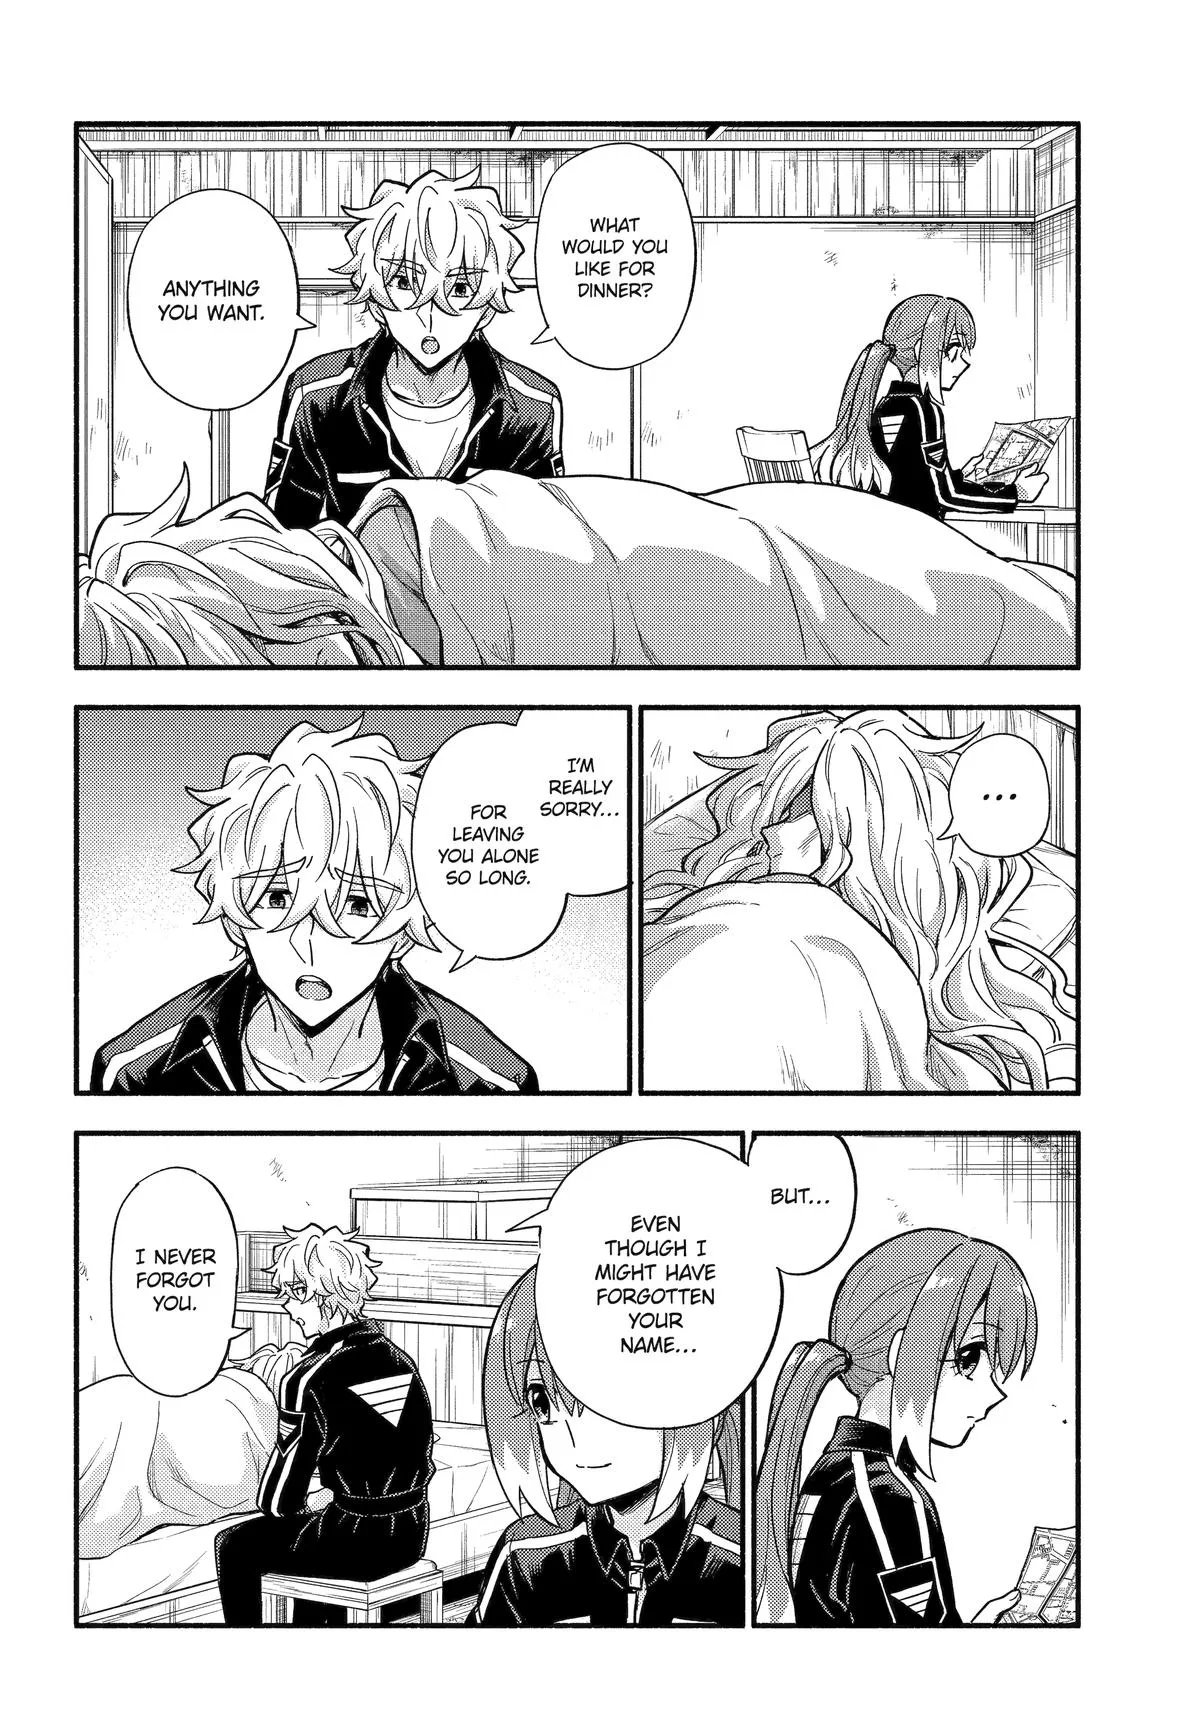 WHAT
WOULD YOU
LIKE FOR
DINNER?
ANYTHING
YOU WANT.
...
I'M
REALLY
SORRY...
FOR
LEAVING
YOU ALONE
SO LONG.
BUT...
EVEN
THOUGH I
MIGHT HAVE
FORGOTTEN
YOUR
NAME...
I NEVER
FORGOT
YOU.